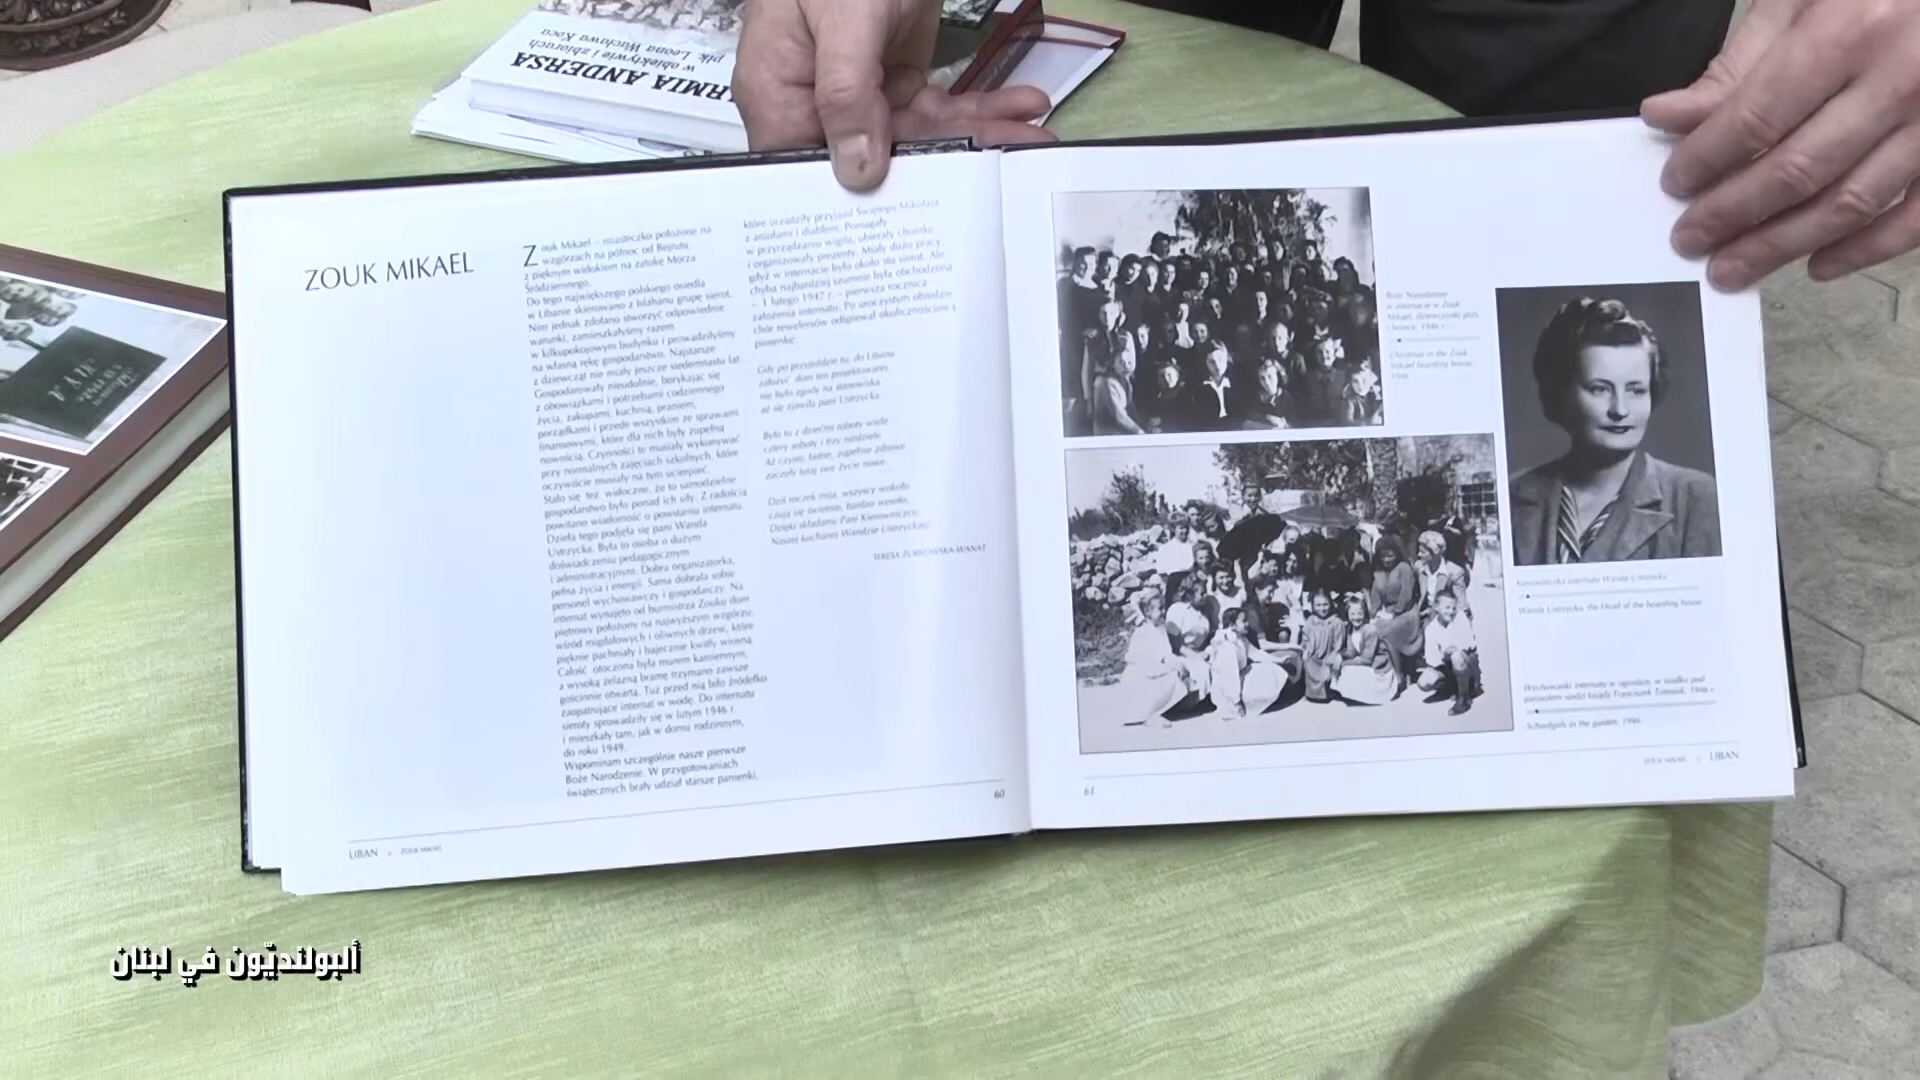 ARMIA ANDERSA
w obiektywie i zbiorach
płk. Leona Wacława Koca
ZOUK MIKAEL
Zouk Mikael – miasteczko położone na
wzgórzach na północ od Bejrutu,
z pięknym widokiem na zatokę Morza
Śródziemnego.
Do tego największego polskiego osiedla
w Libanie skierowano z Isfahanu grupę sierot.
Nim jednak zdołano stworzyć odpowiednie
warunki, zamieszkałyśmy razem
w kilkupokojowym budynku i prowadziłyśmy
na własną rękę gospodarstwo. Najstarsze
z dziewcząt nie miały jeszcze siedemnastu lat.
Gospodarowały nieudolnie, borykając się
z obowiązkami i potrzebami codziennego
życia, zakupami, kuchnią, praniem,
porządkami i przede wszystkim ze sprawami
finansowymi, które dla nich były zupełną
nowością. Czynności te musiały wykonywać
przy normalnych zajęciach szkolnych, które
oczywiście musiały na tym ucierpieć.
Stało się też widoczne, że to samodzielne
gospodarstwo było ponad ich siły. Z radością
powitano wiadomość o powstaniu internatu.
Dzieła tego podjęła się pani Wanda
Ustrzycka. Była to osoba o dużym
doświadczeniu pedagogicznym
i administracyjnym. Dobra organizatorka,
pełna życia i energii. Sama dobrała sobie
personel wychowawczy i gospodarczy. Na
internat wynajęto od burmistrza Zouku dom
piętrowy położony na najwyższym wzgórzu,
wśród migdałowych i oliwnych drzew, które
pięknie pachniały i bajecznie kwitły wiosną.
Całość otoczona była murem kamiennym,
a wysoką żelazną bramę trzymano zawsze
gościnnie otwartą. Tuż przed nią biło źródełko
zaopatrujące internat w wodę. Do internatu
sieroty sprowadziły się w lutym 1946 r.
i mieszkały tam, jak w domu rodzinnym,
do roku 1949.
Wspominam szczególnie nasze pierwsze
Boże Narodzenie. W przygotowaniach
świątecznych brały udział starsze panienki,
które urządziły przyjazd Świętego Mikołaja
z aniołami i diabłem. Pomagały
w przyrządzaniu wigilii, ubierały choinkę
i organizowały prezenty. Miały dużo pracy
gdyż w internacie było około stu sierot. Ale
chyba najbardziej szumnie była obchodzona
– 1 lutego 1947 r. – pierwsza rocznica
założenia internatu. Po uroczystym obiedzie
chór rewelersów odśpiewał okolicznościową
piosenkę:
Gdy po przyjeździe tu, do Libanu
założyć dom ten projektowano,
nie było zgody na stanowiska,
aż się zjawiła pani Ustrzycka.
Było tu z dziećmi roboty wiele
cztery soboty i trzy niedziele.
Aż czyste, ładne, zupełnie zdrowe
zaczęły tutaj swe życie nowe.
Dziś roczek mija, wszyscy wokoło
czują się świetnie, bardzo wesoło,
Dzięki składamy Pani Kierowniczce,
Naszej kochanej Wandzie Ustrzyckiej!
TERESA -WANAT
LIBAN • ZOUK MIKAEL
60
Boże Narodzenie
w internacie w Zouk
Mikael, dziewczynki przy
choince, 1946 r.
Christmas in the Zouk
Mikael boarding house,
1946
Kierowniczka internatu Wanda Ustrzycka
Wanda Ustrzycka, the Head of the boarding house
Wychowanki internatu w ogrodzie, w środku pod
parasolem siedzi ksiądz Franciszek Tomasik, 1946 r.
Schoolgirls in the garden, 1946
61
ZOUK MIKAEL • LIBAN
ألبولنديّون في لبنان